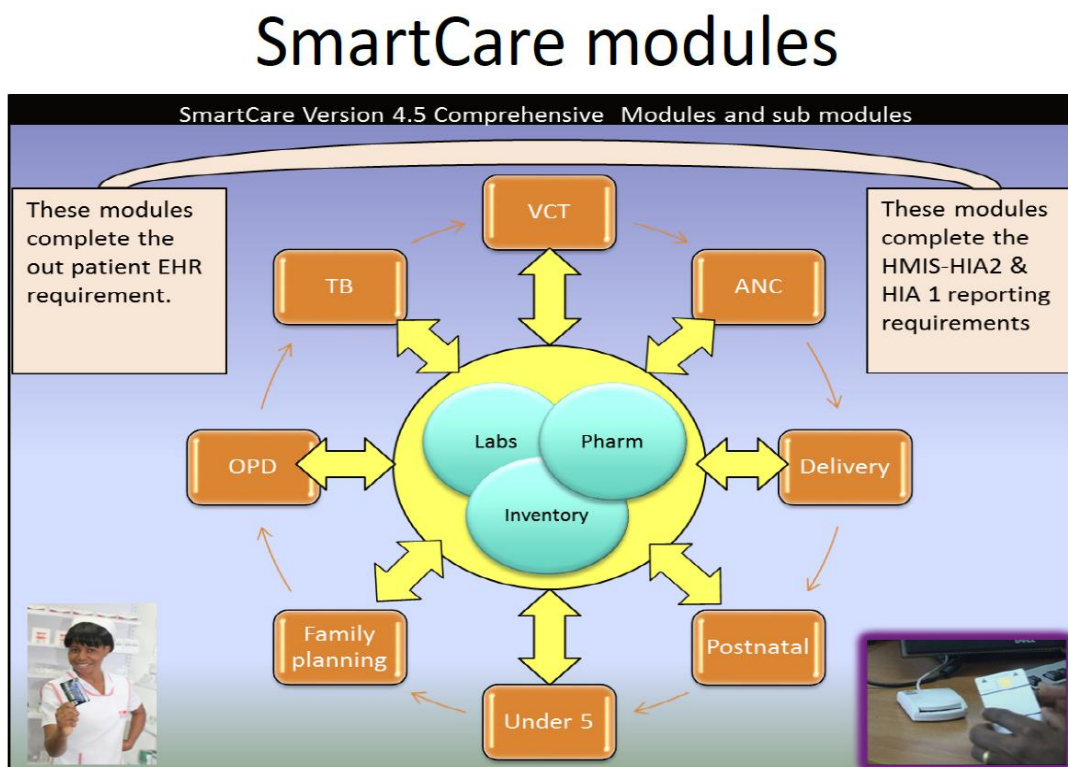 SmartCare modules
SmartCare Version 4.5 Comprehensive Modules and sub modules
These modules
complete the
out patient EHR
requirement.
These modules
complete the
HMIS-HIA2 &
HIA 1 reporting
requirements
VCT
TB
ANC
Labs
Pharm
OPD
Delivery
Inventory
Family
planning
Postnatal
Under 5